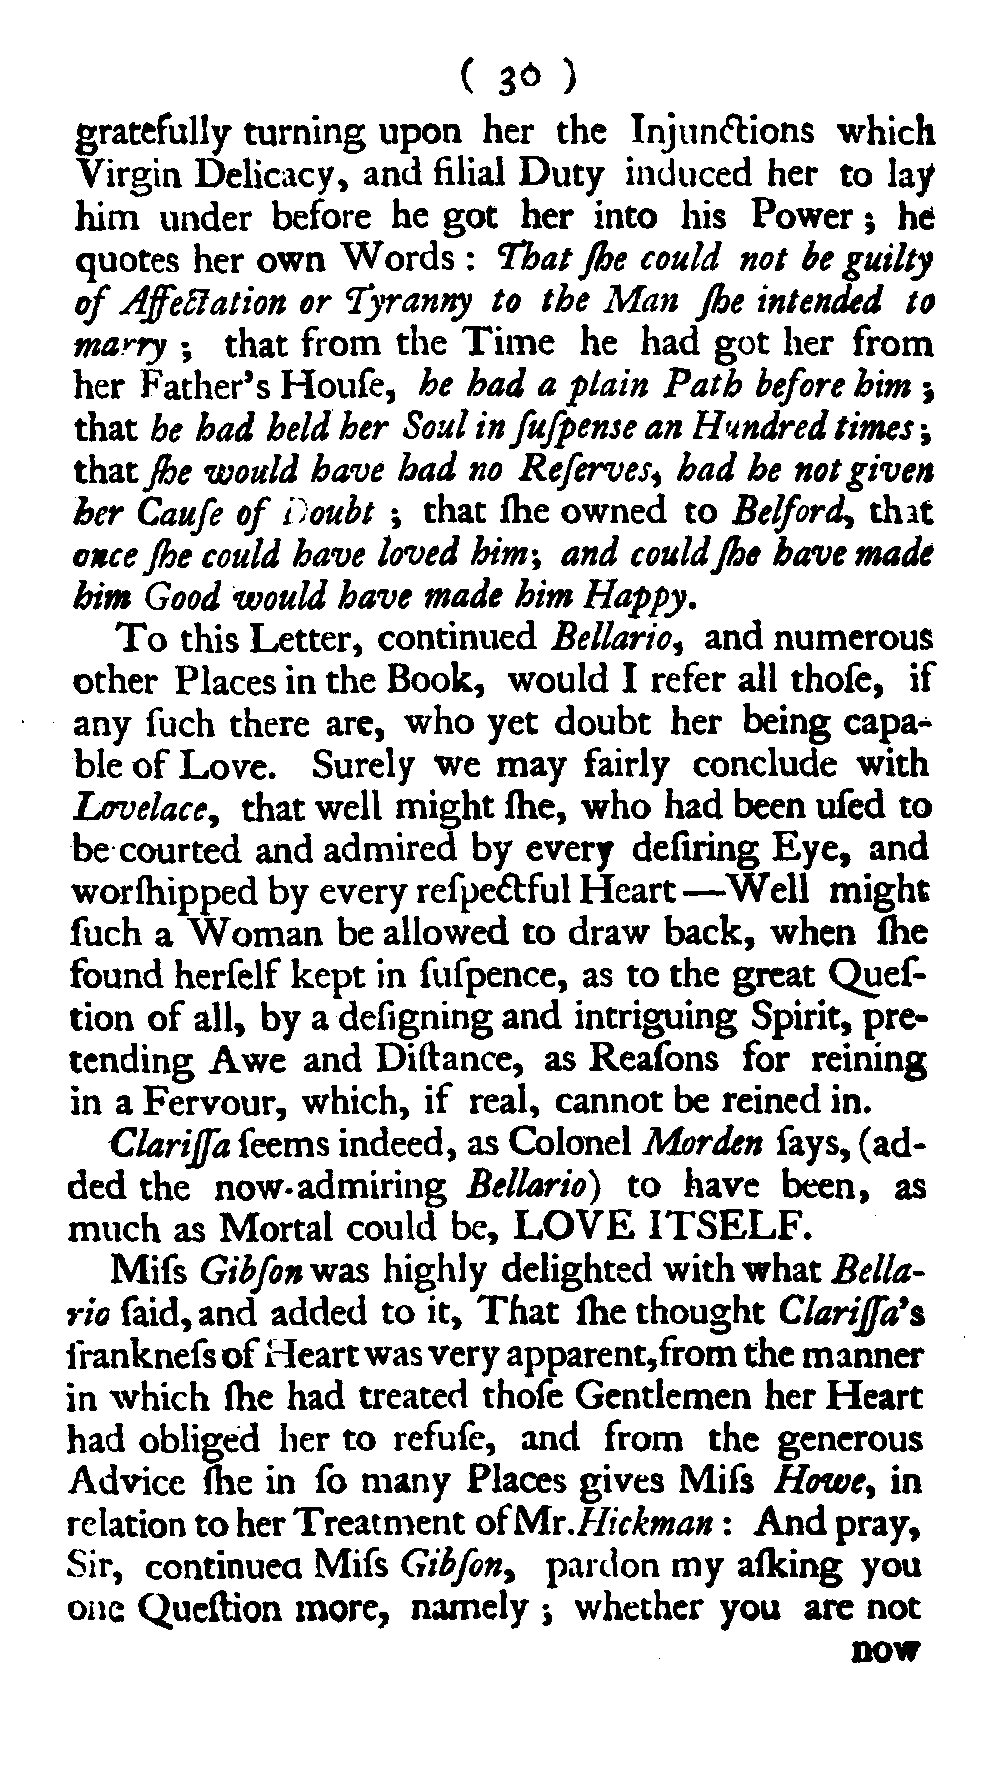 ( 30 )
gratefully turning upon her the Injunctions which
Virgin Delicacy, and filial Duty induced her to lay
him under before he got her into his Power ; he
quotes her own Words : That ſhe could not be guilty
of Affectation or Tyranny to the Man ſhe intended to
marry ; that from the Time he had got her from
her Father's Houſe, he had a plain Path before him ;
that he had held her Soul in ſuſpense an Hundred times ;
that ſhe would have had no Reſerves, had he not given
her Cauſe of Doubt ; that ſhe owned to Belford, that
once ſhe could have loved him; and could ſhe have made
him Good would have made him Happy.
To this Letter, continued Bellario, and numerous
other Places in the Book, would I refer all thoſe, if
any ſuch there are, who yet doubt her being capa-
ble of Love. Surely we may fairly conclude with
Lovelace, that well might ſhe, who had been uſed to
be courted and admired by every deſiring Eye, and
worſhipped by every reſpectful Heart —Well might
ſuch a Woman be allowed to draw back, when ſhe
found herſelf kept in ſuſpence, as to the great Queſ-
tion of all, by a deſigning and intriguing Spirit, pre-
tending Awe and Diſtance, as Reaſons for reining
in a Fervour, which, if real, cannot be reined in.
Clariſſa ſeems indeed, as Colonel Morden ſays, (ad-
ded the now-admiring Bellario) to have been, as
much as Mortal could be, LOVE ITSELF.
Miſs Gibſon was highly delighted with what Bella-
rio ſaid, and added to it, That ſhe thought Clariſſa's
frankneſs of Heart was very apparent, from the manner
in which ſhe had treated thoſe Gentlemen her Heart
had obliged her to refuſe, and from the generous
Advice ſhe in ſo many Places gives Miſs Howe, in
relation to her Treatment of Mr. Hickman : And pray,
Sir, continued Miſs Gibſon, pardon my aſking you
one Queſtion more, namely ; whether you are not
now